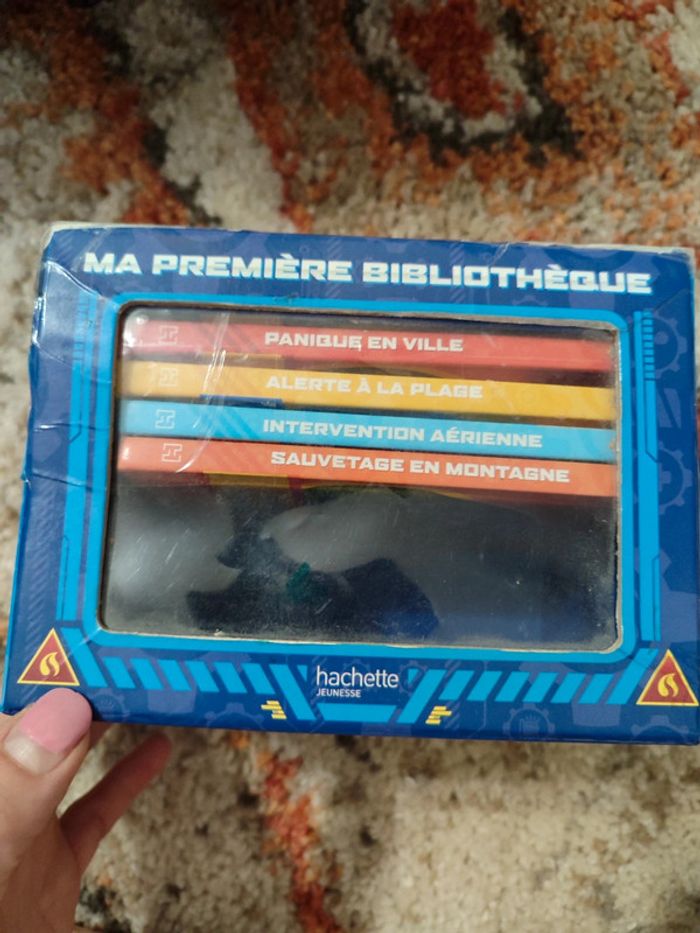 MA PREMIÈRE BIBLIOTHÈQUE
PANIQUE EN VILLE
ALERTE À LA PLAGE
INTERVENTION AÉRIENNE
SAUVETAGE EN MONTAGNE
hachette
JEUNESSE